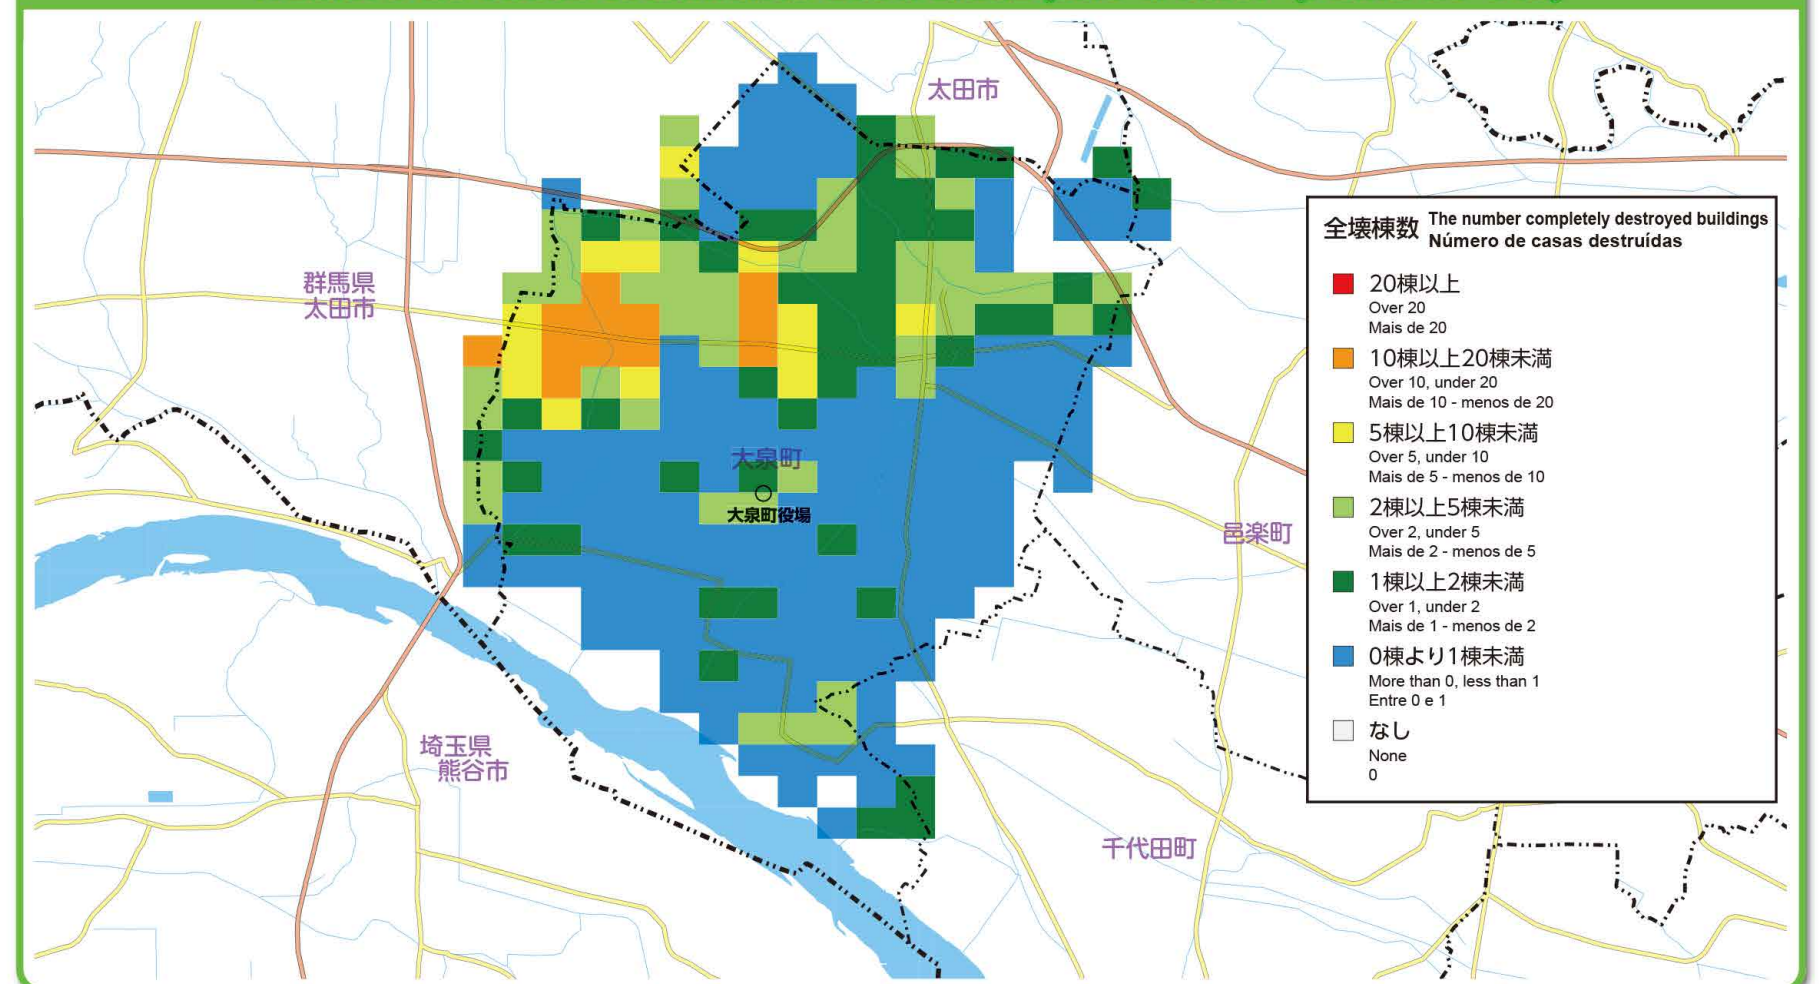 太田市
群馬県
太田市
大泉町
大泉町役場
邑楽町
埼玉県
熊谷市
千代田町
全壊棟数 The number completely destroyed buildings
Número de casas destruídas
20棟以上
Over 20
Mais de 20
10棟以上20棟未満
Over 10, under 20
Mais de 10 - menos de 20
5棟以上10棟未満
Over 5, under 10
Mais de 5 - menos de 10
2棟以上5棟未満
Over 2, under 5
Mais de 2 - menos de 5
1棟以上2棟未満
Over 1, under 2
Mais de 1 - menos de 2
0棟より1棟未満
More than 0, less than 1
Entre 0 e 1
なし
None
0